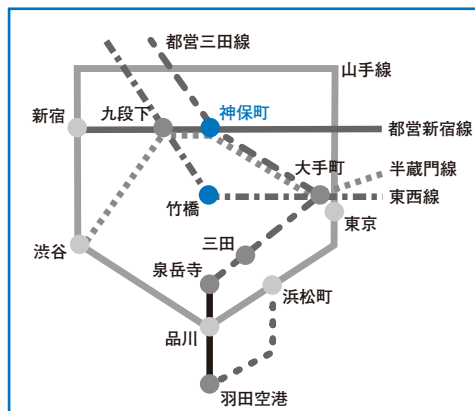 都営三田線
山手線
新宿
九段下
神保町
都営新宿線
大手町
半蔵門線
竹橋
東西線
東京
渋谷
三田
泉岳寺
浜松町
品川
羽田空港